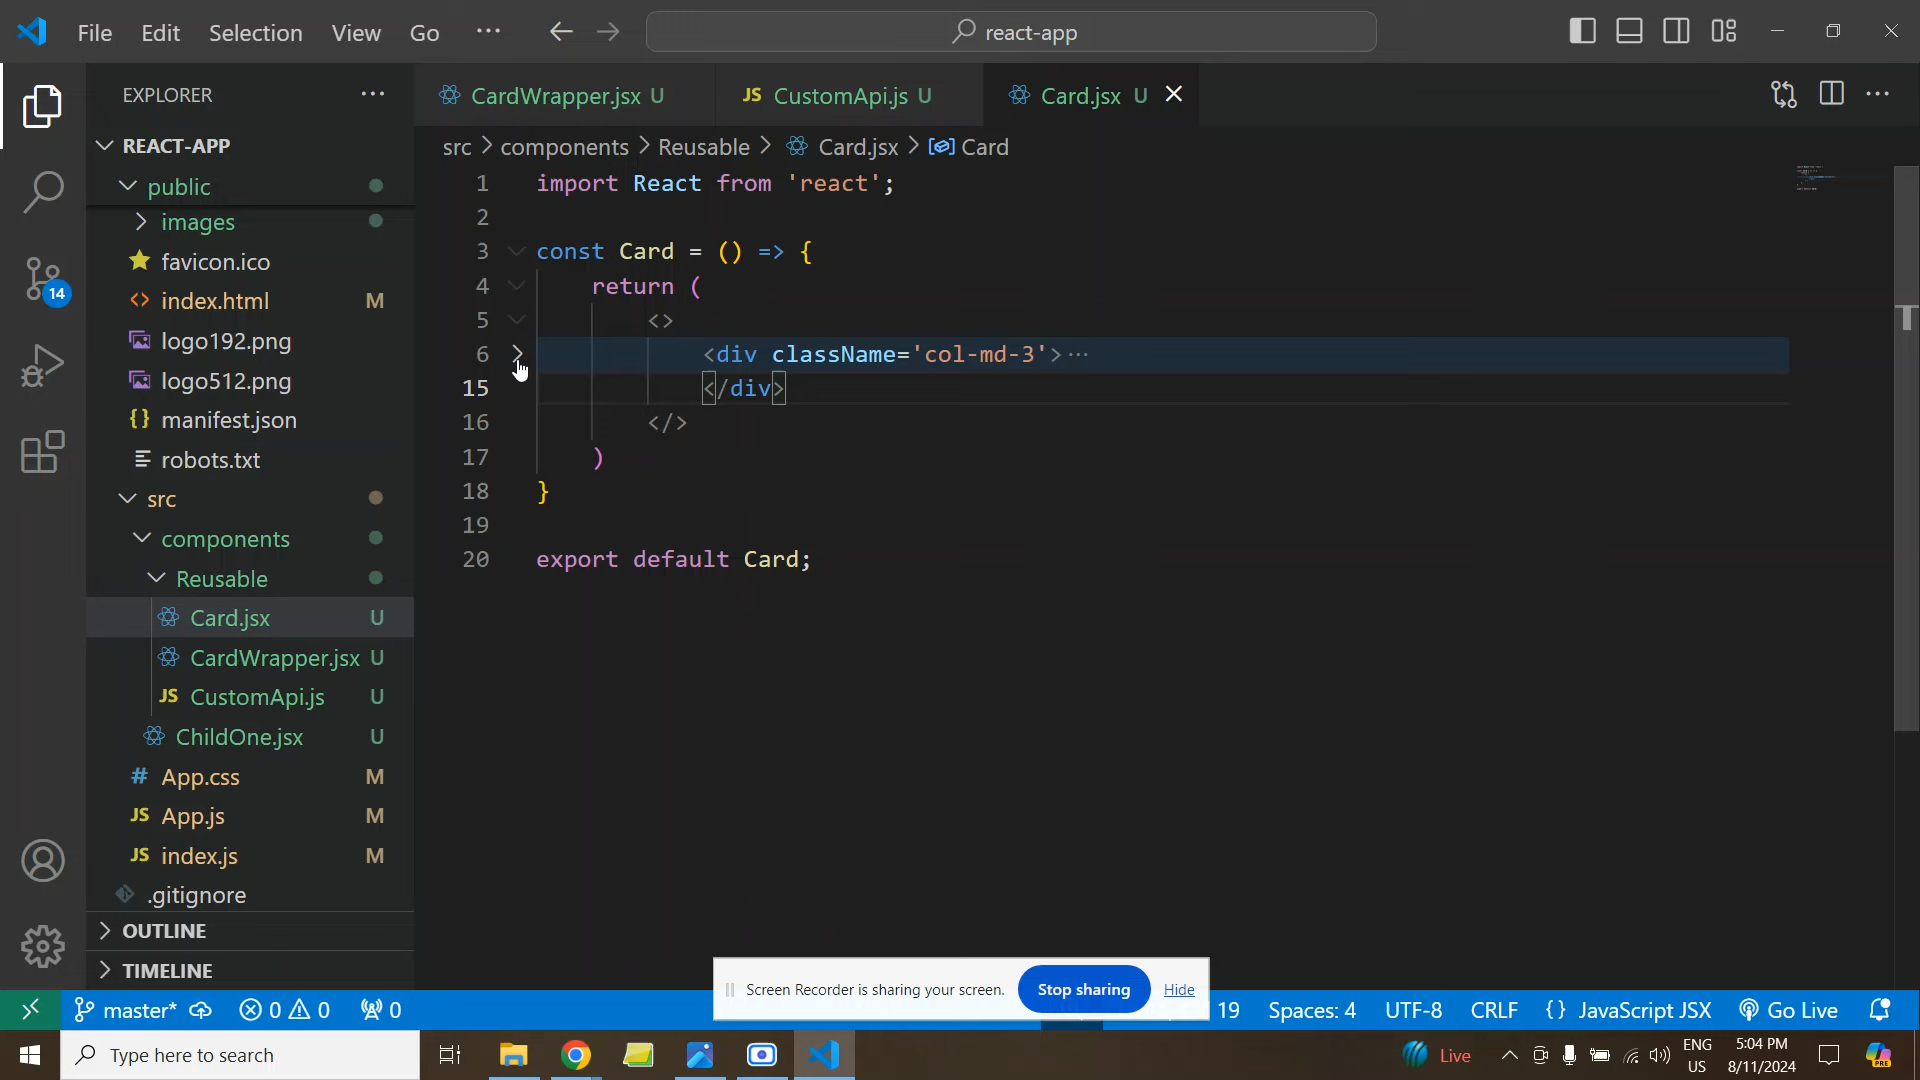 File Edit Selection View Go ··· react-app
EXPLORER ···
REACT-APP
public
images
favicon.ico
index.html M
logo192.png
logo512.png
manifest.json
robots.txt
src
components
Reusable
Card.jsx U
CardWrapper.jsx U
JS CustomApi.js U
ChildOne.jsx U
# App.css M
JS App.js M
JS index.js M
.gitignore
OUTLINE
TIMELINE
14
CardWrapper.jsx U JS CustomApi.js U Card.jsx U
src > components > Reusable > Card.jsx > Card
1 import React from 'react';
2
3 const Card = () => {
4 return (
5 <>
6 <div className='col-md-3'>···
15 </div>
16 </>
17 )
18 }
19
20 export default Card;
Screen Recorder is sharing your screen. Stop sharing Hide
master* 0 0 0 19 Spaces: 4 UTF-8 CRLF {} JavaScript JSX Go Live
Type here to search Live ENG US 5:04 PM 8/11/2024 PRE